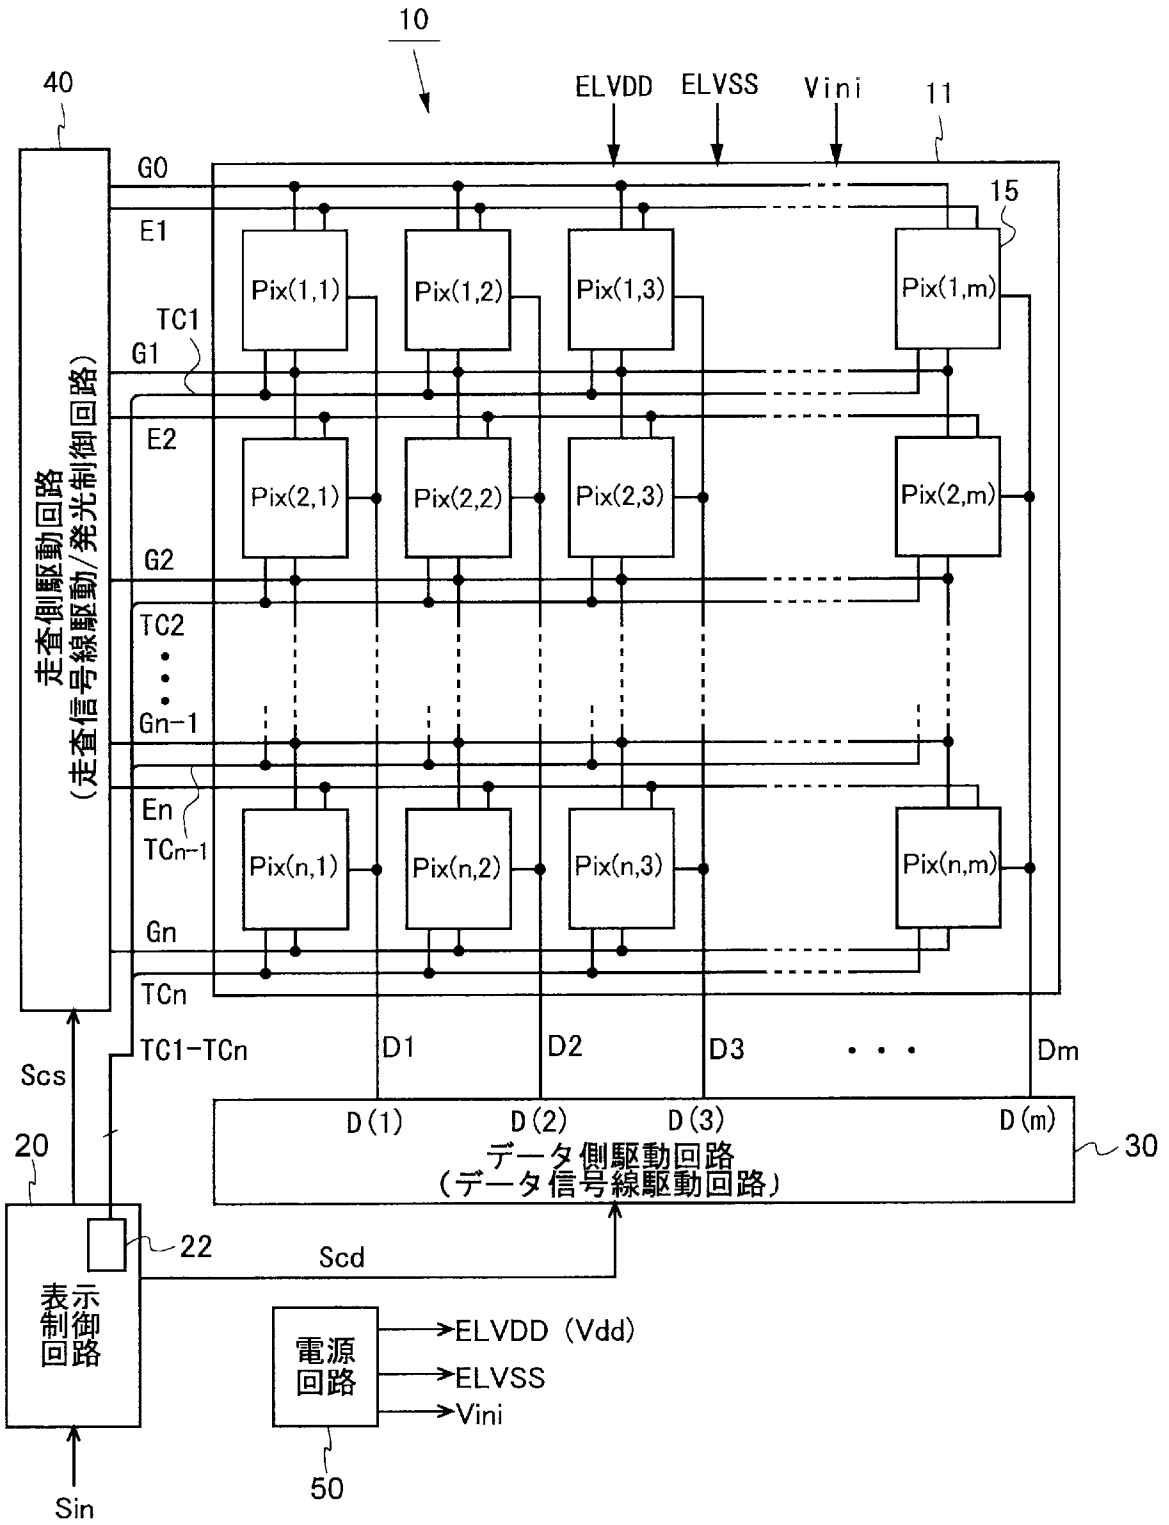 10
40
ELVDD
ELVSS
Vini
11
G0
15
E1
Pix(1,1)
Pix(1,2)
Pix(1,3)
Pix(1,m)
TC1
G1
E2
Pix(2,1)
Pix(2,2)
Pix(2,3)
Pix(2,m)
走査側駆動回路
(走査信号線駆動/発光制御回路)
G2
TC2
Gn-1
En
TCn-1
Pix(n,1)
Pix(n,2)
Pix(n,3)
Pix(n,m)
Gn
TCn
TC1-TCn
D1
D2
D3
Dm
Scs
D(1)
D(2)
D(3)
D(m)
データ側駆動回路
(データ信号線駆動回路)
30
20
22
Scd
表示
制御
回路
電源
回路
ELVDD (Vdd)
ELVSS
Vini
50
Sin